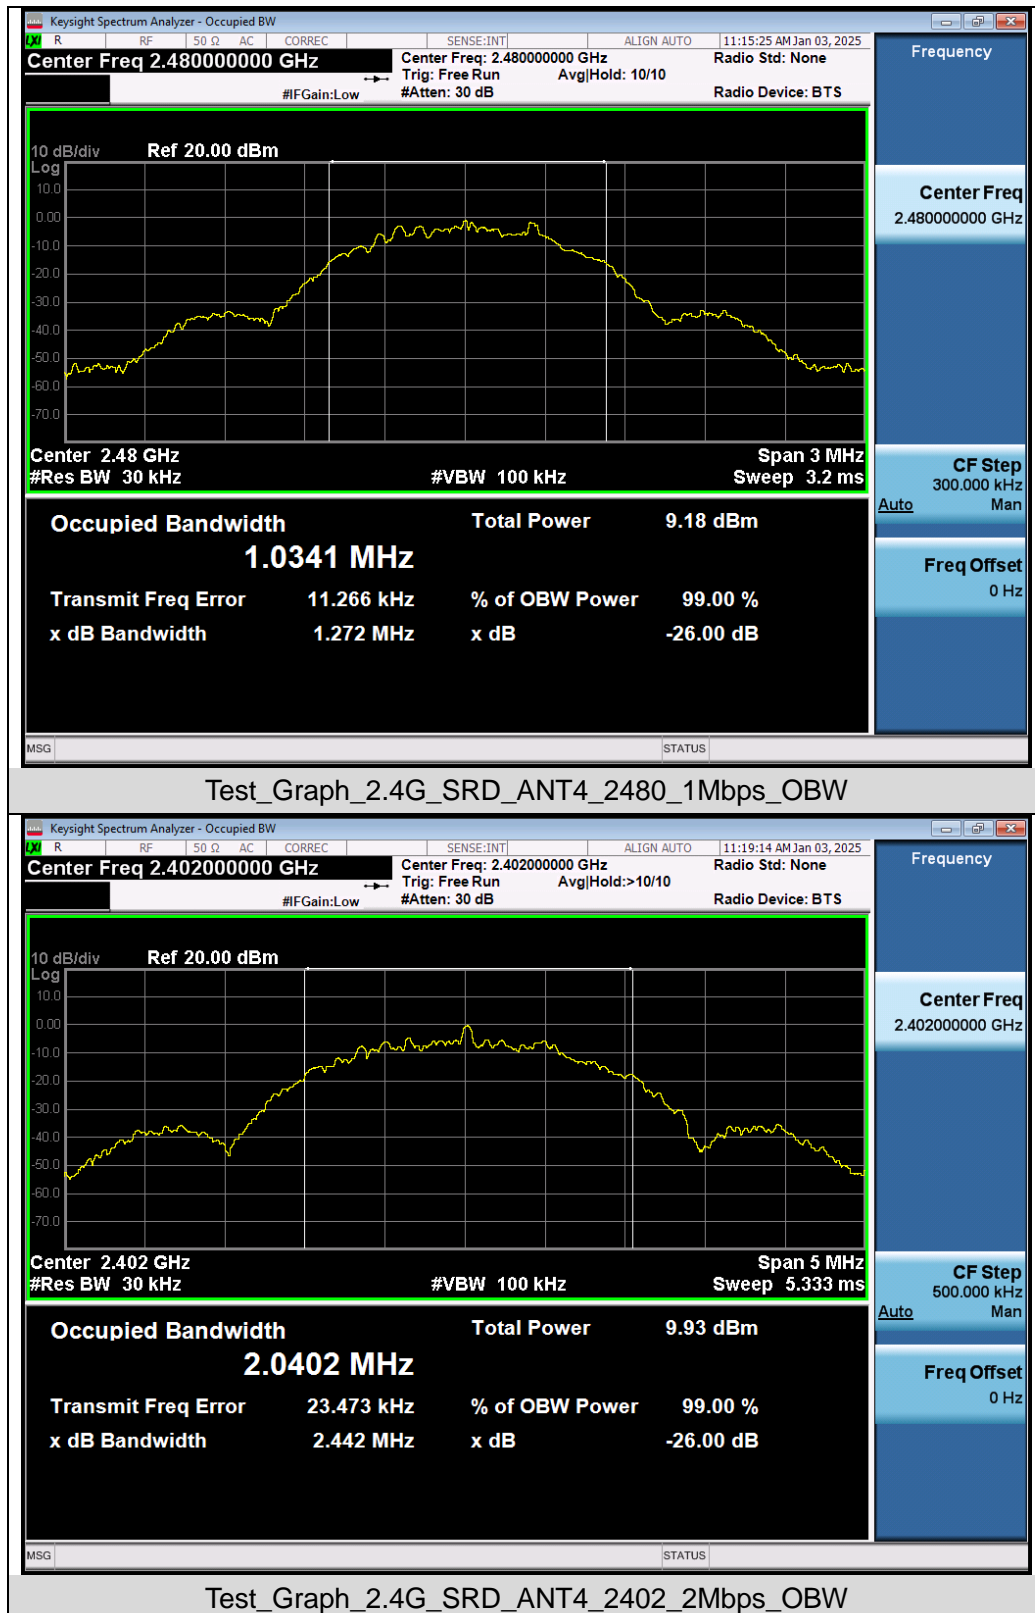 Keysight Spectrum Analyzer - Occupied BW
LXI R RF 50 Ω AC CORREC SENSE:INT ALIGN AUTO 11:15:25 AM Jan 03, 2025
Center Freq 2.480000000 GHz
Center Freq: 2.480000000 GHz
Radio Std: None
Trig: Free Run Avg|Hold: 10/10
#IFGain:Low
#Atten: 30 dB
Radio Device: BTS
Frequency
10 dB/div Ref 20.00 dBm
Log
10.0
0.00
-10.0
-20.0
-30.0
-40.0
-50.0
-60.0
-70.0
Center 2.48 GHz Span 3 MHz
#Res BW 30 kHz #VBW 100 kHz Sweep 3.2 ms
Center Freq
2.480000000 GHz
CF Step
300.000 kHz
Auto Man
Freq Offset
0 Hz
Occupied Bandwidth Total Power 9.18 dBm
1.0341 MHz
Transmit Freq Error 11.266 kHz % of OBW Power 99.00 %
x dB Bandwidth 1.272 MHz x dB -26.00 dB
MSG STATUS
Test_Graph_2.4G_SRD_ANT4_2480_1Mbps_OBW
Keysight Spectrum Analyzer - Occupied BW
LXI R RF 50 Ω AC CORREC SENSE:INT ALIGN AUTO 11:19:14 AM Jan 03, 2025
Center Freq 2.402000000 GHz
Center Freq: 2.402000000 GHz
Radio Std: None
Trig: Free Run Avg|Hold:>10/10
#IFGain:Low
#Atten: 30 dB
Radio Device: BTS
Frequency
10 dB/div Ref 20.00 dBm
Log
10.0
0.00
-10.0
-20.0
-30.0
-40.0
-50.0
-60.0
-70.0
Center 2.402 GHz Span 5 MHz
#Res BW 30 kHz #VBW 100 kHz Sweep 5.333 ms
Center Freq
2.402000000 GHz
CF Step
500.000 kHz
Auto Man
Freq Offset
0 Hz
Occupied Bandwidth Total Power 9.93 dBm
2.0402 MHz
Transmit Freq Error 23.473 kHz % of OBW Power 99.00 %
x dB Bandwidth 2.442 MHz x dB -26.00 dB
MSG STATUS
Test_Graph_2.4G_SRD_ANT4_2402_2Mbps_OBW